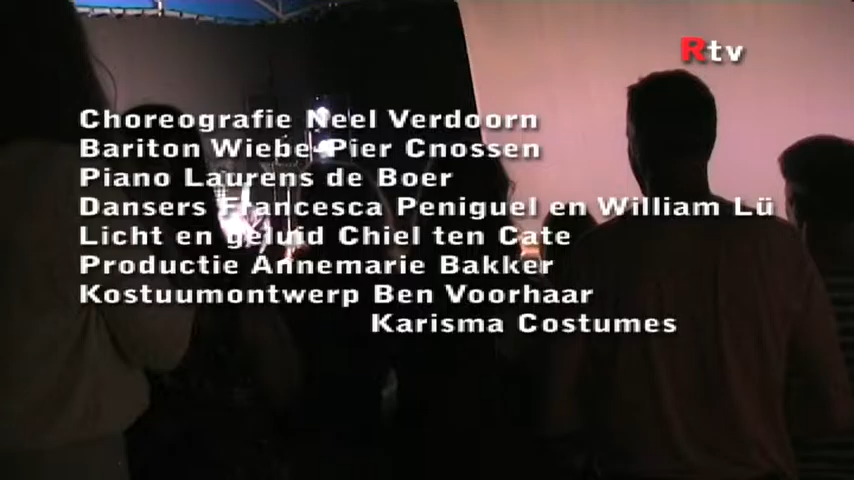 Rtv
Choreografie Neel Verdoorn
Bariton Wiebe-Pier Cnossen
Piano Laurens de Boer
Dansers Francesca Peniguel en William Lü
Licht en geluid Chiel ten Cate
Productie Annemarie Bakker
Kostuumontwerp Ben Voorhaar
Karisma Costumes